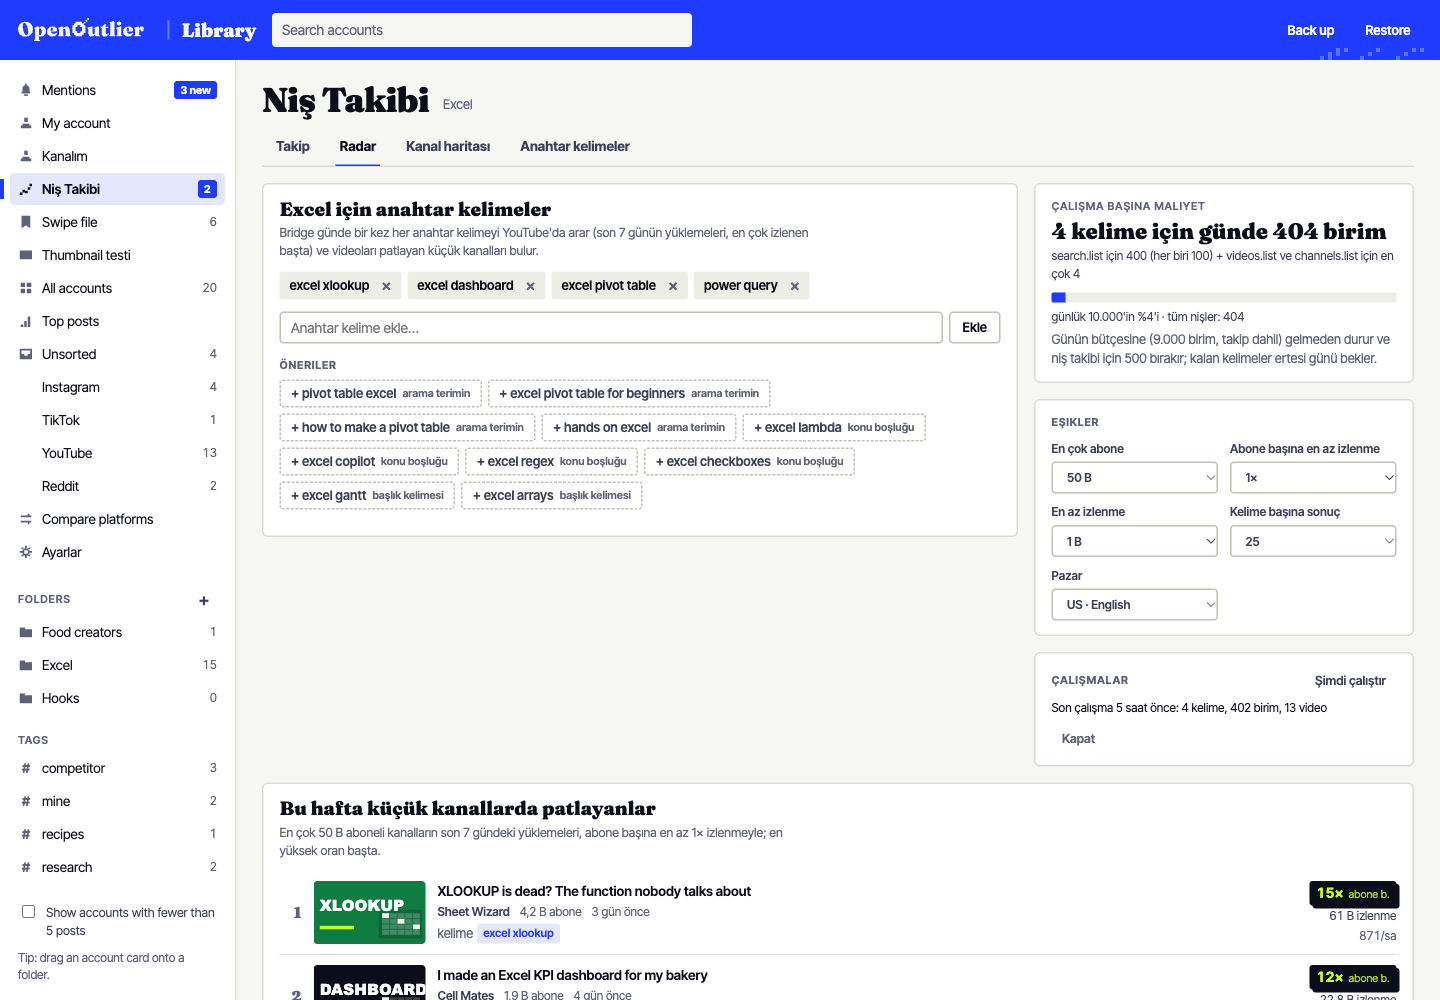 OpenOutlier
Library
Search accounts
Back up
Restore
Mentions
3 new
My account
Kanalım
Niş Takibi
2
Swipe file
6
Thumbnail testi
All accounts
20
Top posts
Unsorted
4
Instagram
4
TikTok
1
YouTube
13
Reddit
2
Compare platforms
Ayarlar
FOLDERS
+
Food creators
1
Excel
15
Hooks
0
TAGS
# competitor
3
# mine
2
# recipes
1
# research
2
Show accounts with fewer than
5 posts
Tip: drag an account card onto a
folder.
Niş Takibi Excel
Takip
Radar
Kanal haritası
Anahtar kelimeler
Excel için anahtar kelimeler
Bridge günde bir kez her anahtar kelimeyi YouTube'da arar (son 7 günün yüklemeleri, en çok izlenen
başta) ve videoları patlayan küçük kanalları bulur.
excel xlookup ×
excel dashboard ×
excel pivot table ×
power query ×
Anahtar kelime ekle...
Ekle
ÖNERILER
+ pivot table excel arama terimin
+ excel pivot table for beginners arama terimin
+ how to make a pivot table arama terimin
+ hands on excel arama terimin
+ excel lambda konu boşluğu
+ excel copilot konu boşluğu
+ excel regex konu boşluğu
+ excel checkboxes konu boşluğu
+ excel gantt başlık kelimesi
+ excel arrays başlık kelimesi
ÇALIŞMA BAŞINA MALIYET
4 kelime için günde 404 birim
search.list için 400 (her biri 100) + videos.list ve channels.list için en
çok 4
günlük 10.000'in %4'i · tüm nişler: 404
Günün bütçesine (9.000 birim, takip dahil) gelmeden durur ve
niş takibi için 500 bırakır; kalan kelimeler ertesi günü bekler.
EŞIKLER
En çok abone
50 B
Abone başına en az izlenme
1×
En az izlenme
1 B
Kelime başına sonuç
25
Pazar
US · English
ÇALIŞMALAR
Şimdi çalıştır
Son çalışma 5 saat önce: 4 kelime, 402 birim, 13 video
Kapat
Bu hafta küçük kanallarda patlayanlar
En çok 50 B aboneli kanalların son 7 gündeki yüklemeleri, abone başına en az 1× izlenmeyle; en
yüksek oran başta.
1
XLOOKUP
XLOOKUP is dead? The function nobody talks about
Sheet Wizard 4,2 B abone 3 gün önce
kelime excel xlookup
15× abone b.
61 B izlenme
871/sa
2
DASHBOARD
I made an Excel KPI dashboard for my bakery
Cell Mates 1,9 B abone 4 gün önce
12× abone b.
22,8 B izlenme